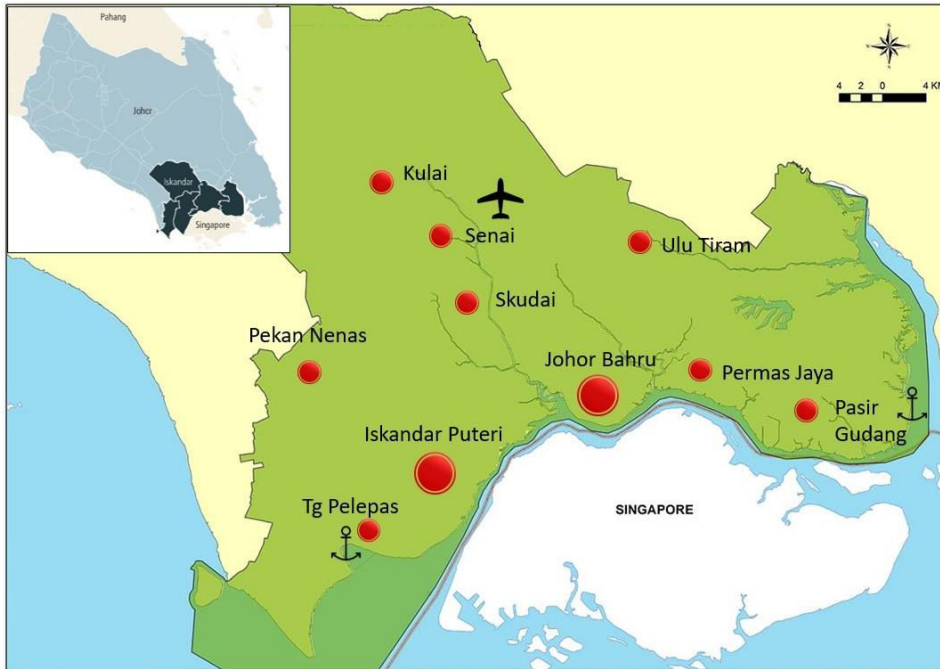 Pahang
Johor
Iskandar
Singapore
4 2 0 4 KM
Kulai
Senai
Ulu Tiram
Skudai
Pekan Nenas
Johor Bahru
Permas Jaya
Pasir
Gudang
Iskandar Puteri
Tg Pelepas
SINGAPORE